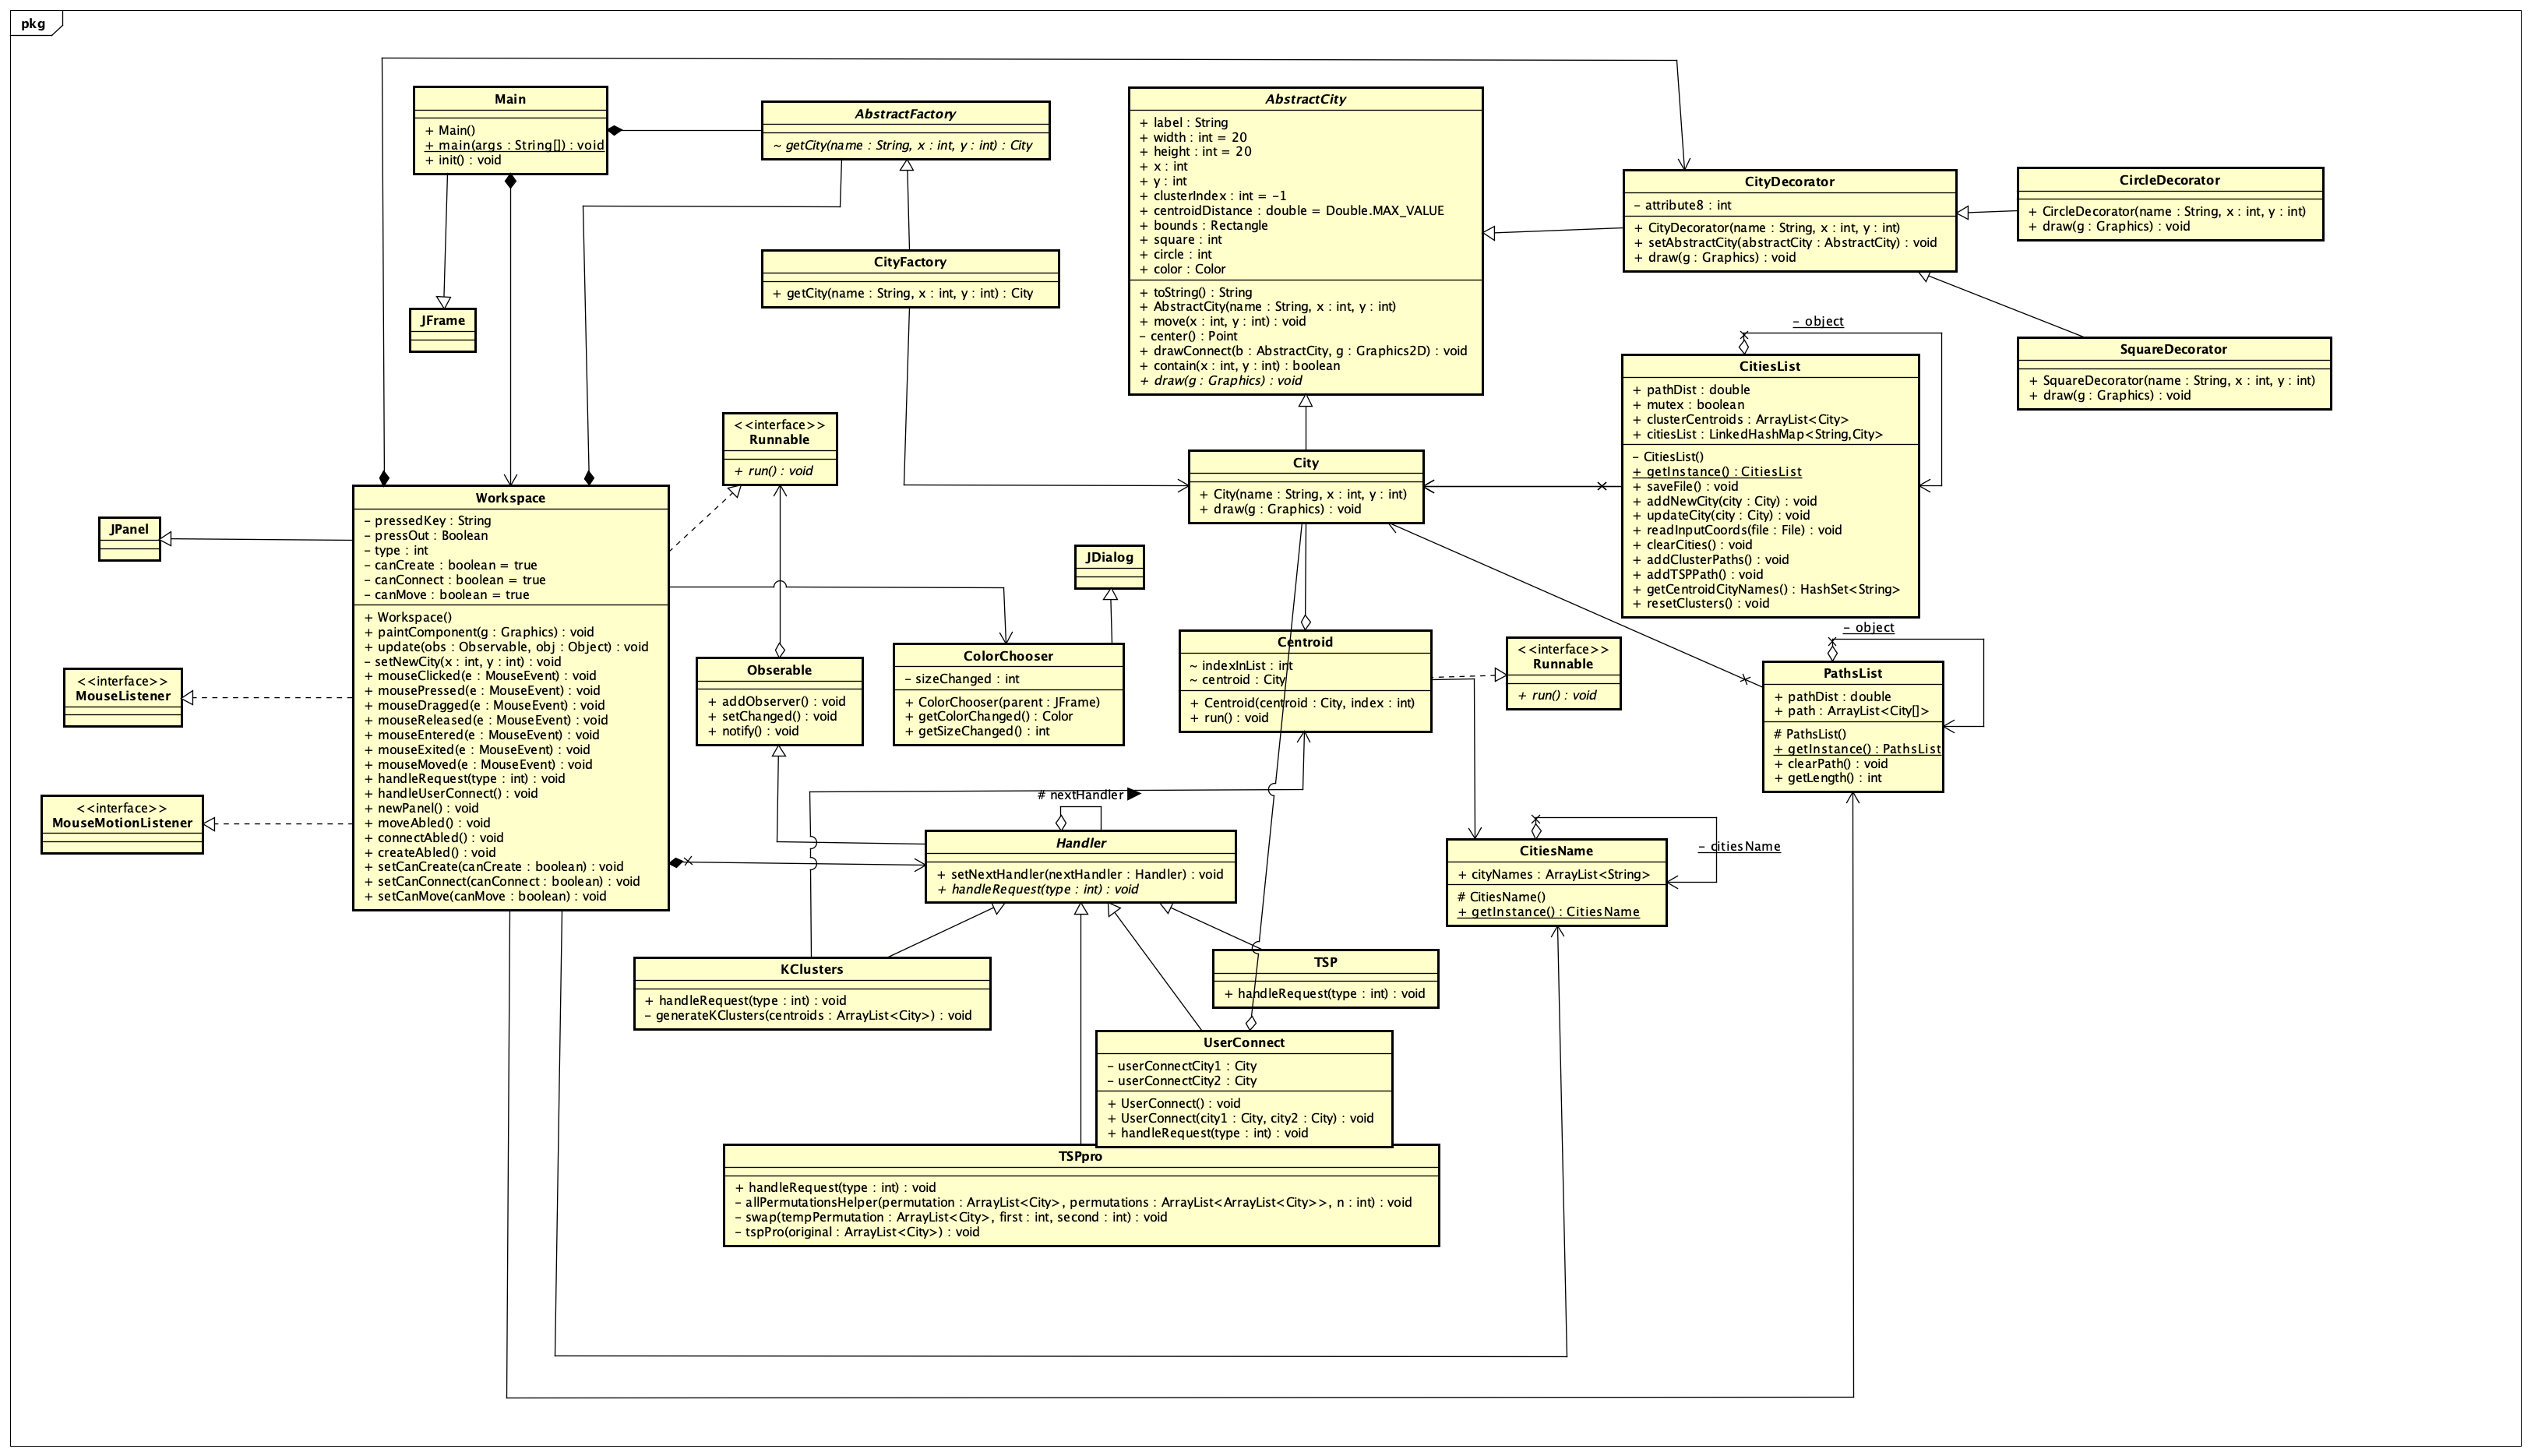 pkg
Main
+ Main()
+ main(args : String[]) : void
+ init() : void
AbstractFactory
~ getCity(name : String, x : int, y : int) : City
AbstractCity
+ label : String
+ width : int = 20
+ height : int = 20
+ x : int
+ y : int
+ clusterIndex : int = -1
+ centroidDistance : double = Double.MAX_VALUE
+ bounds : Rectangle
+ square : int
+ circle : int
+ color : Color
+ toString() : String
+ AbstractCity(name : String, x : int, y : int)
+ move(x : int, y : int) : void
- center() : Point
+ drawConnect(b : AbstractCity, g : Graphics2D) : void
+ contain(x : int, y : int) : boolean
+ draw(g : Graphics) : void
CityDecorator
- attribute8 : int
+ CityDecorator(name : String, x : int, y : int)
+ setAbstractCity(abstractCity : AbstractCity) : void
+ draw(g : Graphics) : void
CircleDecorator
+ CircleDecorator(name : String, x : int, y : int)
+ draw(g : Graphics) : void
CityFactory
+ getCity(name : String, x : int, y : int) : City
JFrame
SquareDecorator
+ SquareDecorator(name : String, x : int, y : int)
+ draw(g : Graphics) : void
- object
CitiesList
+ pathDist : double
+ mutex : boolean
+ clusterCentroids : ArrayList<City>
+ citiesList : LinkedHashMap<String,City>
- CitiesList()
+ getInstance() : CitiesList
+ saveFile() : void
+ addNewCity(city : City) : void
+ updateCity(city : City) : void
+ readInputCoords(file : File) : void
+ clearCities() : void
+ addClusterPaths() : void
+ addTSPPath() : void
+ getCentroidCityNames() : HashSet<String>
+ resetClusters() : void
<<interface>>
Runnable
+ run() : void
City
+ City(name : String, x : int, y : int)
+ draw(g : Graphics) : void
Workspace
- pressedKey : String
- pressOut : Boolean
- type : int
- canCreate : boolean = true
- canConnect : boolean = true
- canMove : boolean = true
+ Workspace()
+ paintComponent(g : Graphics) : void
+ update(obs : Observable, obj : Object) : void
- setNewCity(x : int, y : int) : void
+ mouseClicked(e : MouseEvent) : void
+ mousePressed(e : MouseEvent) : void
+ mouseDragged(e : MouseEvent) : void
+ mouseReleased(e : MouseEvent) : void
+ mouseEntered(e : MouseEvent) : void
+ mouseExited(e : MouseEvent) : void
+ mouseMoved(e : MouseEvent) : void
+ handleRequest(type : int) : void
+ handleUserConnect() : void
+ newPanel() : void
+ moveAbled() : void
+ connectAbled() : void
+ createAbled() : void
+ setCanCreate(canCreate : boolean) : void
+ setCanConnect(canConnect : boolean) : void
+ setCanMove(canMove : boolean) : void
JPanel
<<interface>>
MouseListener
<<interface>>
MouseMotionListener
JDialog
Obserable
+ addObserver() : void
+ setChanged() : void
+ notify() : void
ColorChooser
- sizeChanged : int
+ ColorChooser(parent : JFrame)
+ getColorChanged() : Color
+ getSizeChanged() : int
Centroid
~ indexInList : int
~ centroid : City
+ Centroid(centroid : City, index : int)
+ run() : void
<<interface>>
Runnable
+ run() : void
- object
PathsList
+ pathDist : double
+ path : ArrayList<City[]>
# PathsList()
+ getInstance() : PathsList
+ clearPath() : void
+ getLength() : int
# nextHandler
Handler
+ setNextHandler(nextHandler : Handler) : void
+ handleRequest(type : int) : void
- citiesName
CitiesName
+ cityNames : ArrayList<String>
# CitiesName()
+ getInstance() : CitiesName
KClusters
+ handleRequest(type : int) : void
- generateKClusters(centroids : ArrayList<City>) : void
TSP
+ handleRequest(type : int) : void
UserConnect
- userConnectCity1 : City
- userConnectCity2 : City
+ UserConnect() : void
+ UserConnect(city1 : City, city2 : City) : void
+ handleRequest(type : int) : void
TSPpro
+ handleRequest(type : int) : void
- allPermutationsHelper(permutation : ArrayList<City>, permutations : ArrayList<ArrayList<City>>, n : int) : void
- swap(tempPermutation : ArrayList<City>, first : int, second : int) : void
- tspPro(original : ArrayList<City>) : void